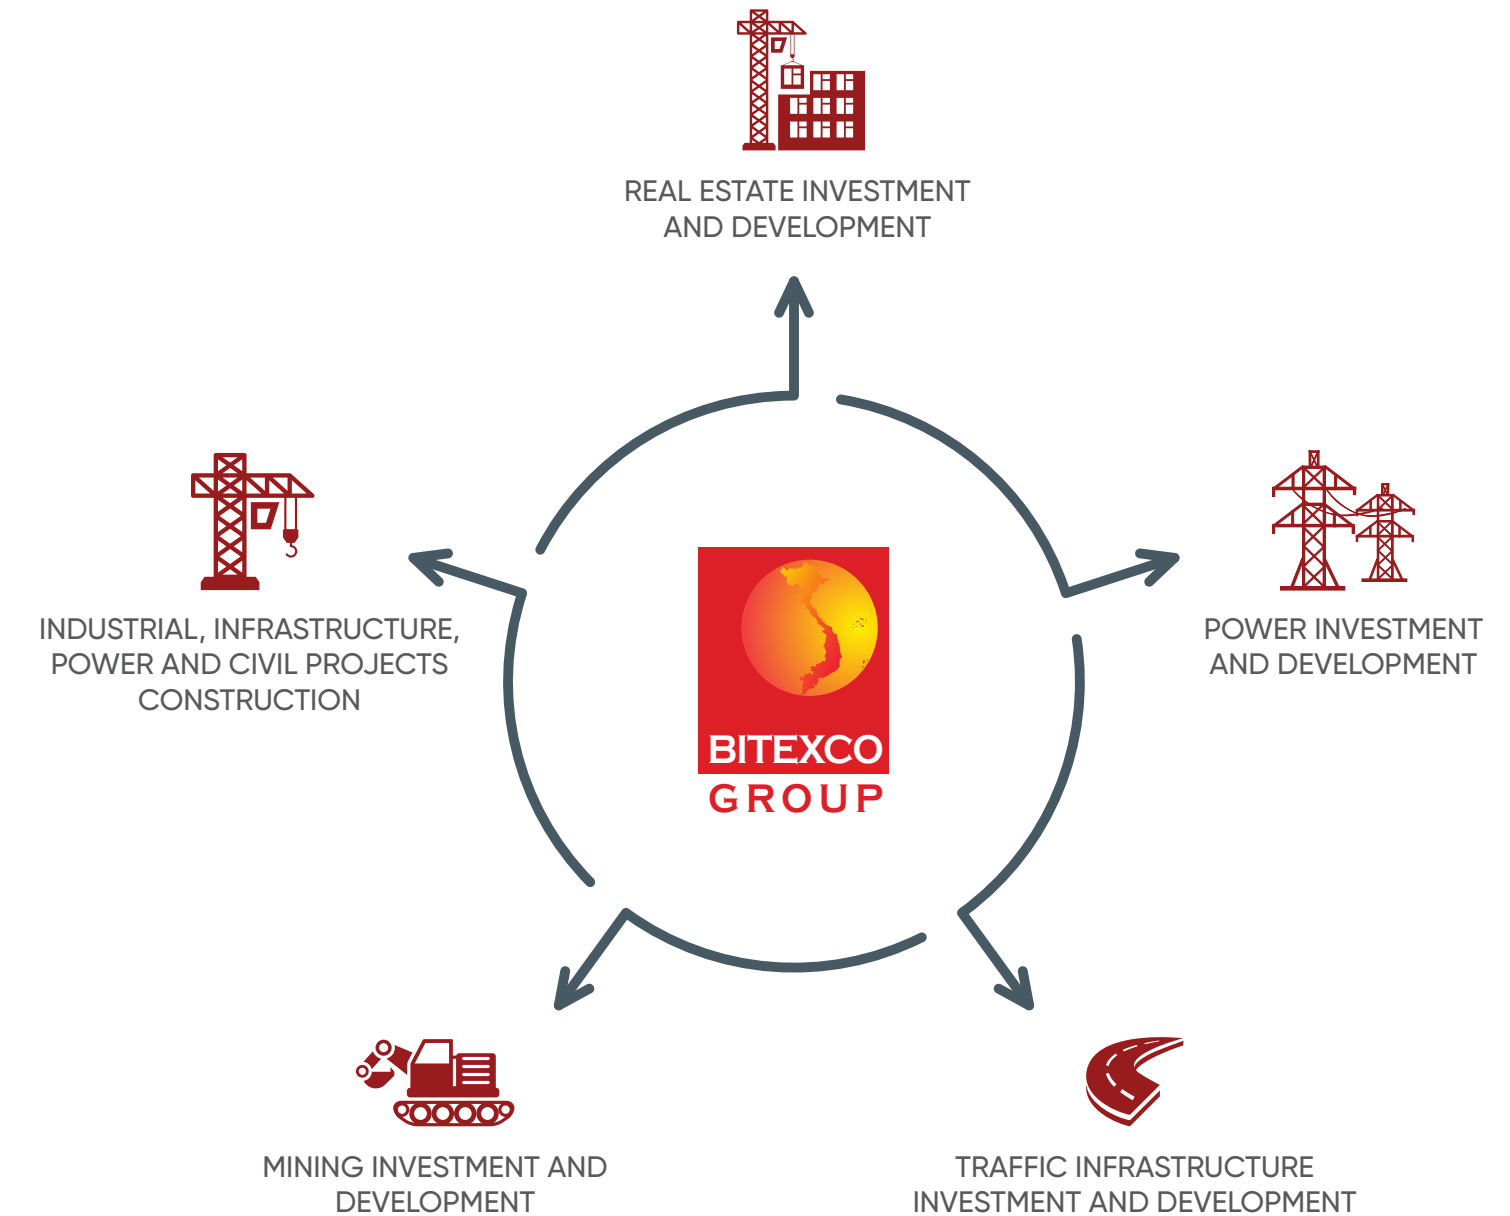 REAL ESTATE INVESTMENT
AND DEVELOPMENT
INDUSTRIAL, INFRASTRUCTURE,
POWER AND CIVIL PROJECTS
CONSTRUCTION
POWER INVESTMENT
AND DEVELOPMENT
BITEXCO
GROUP
MINING INVESTMENT AND
DEVELOPMENT
TRAFFIC INFRASTRUCTURE
INVESTMENT AND DEVELOPMENT